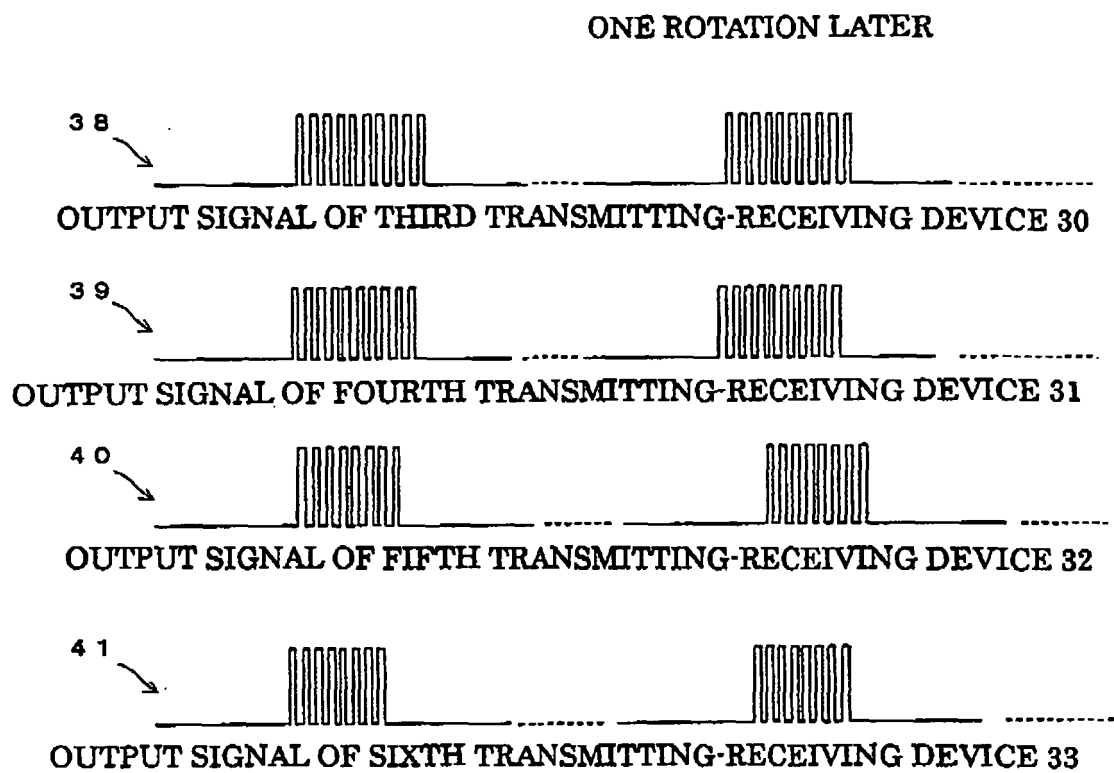 ONE ROTATION LATER
38
OUTPUT SIGNAL OF THIRD TRANSMITTING-RECEIVING DEVICE 30
39
OUTPUT SIGNAL OF FOURTH TRANSMITTING-RECEIVING DEVICE 31
40
OUTPUT SIGNAL OF FIFTH TRANSMITTING-RECEIVING DEVICE 32
41
OUTPUT SIGNAL OF SIXTH TRANSMITTING-RECEIVING DEVICE 33